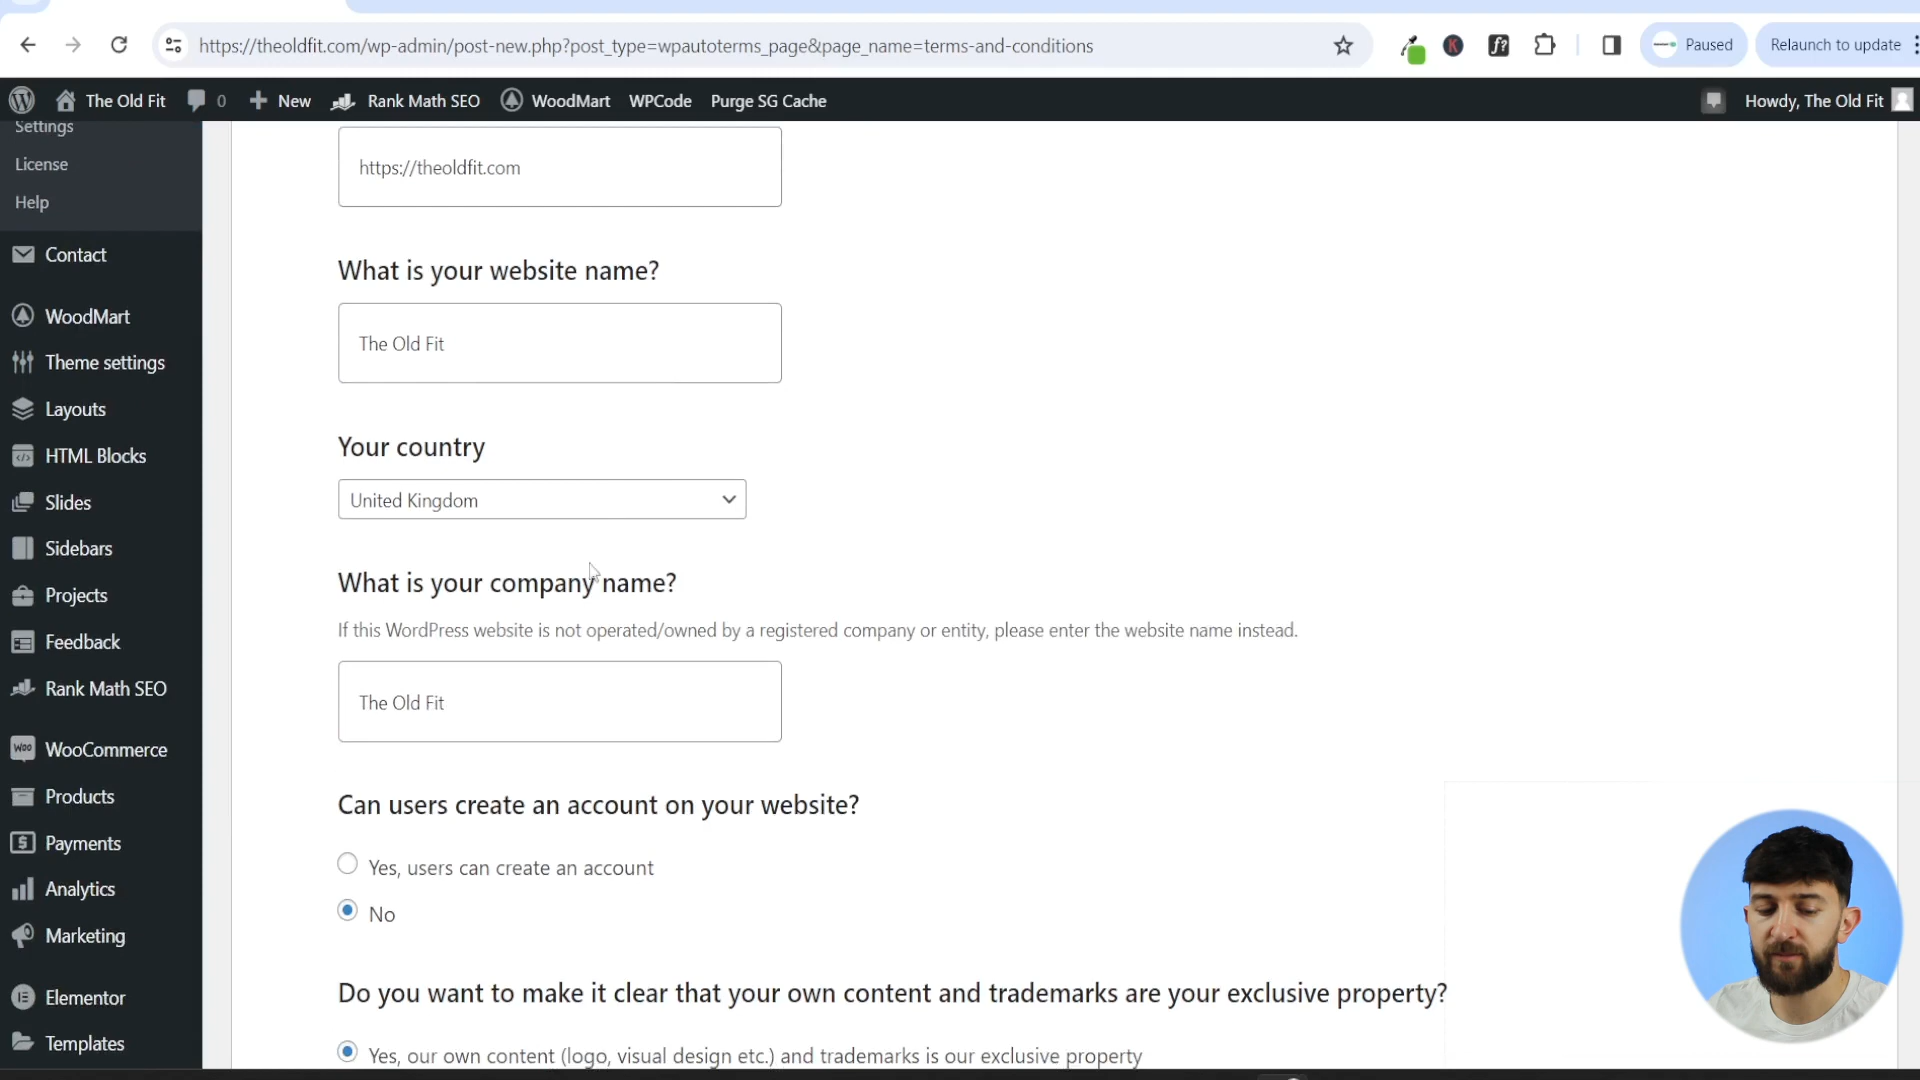 https://theoldfit.com/wp-admin/post-new.php?post_type=wpautoterms_page&page_name=terms-and-conditions
K
f?
Paused
Relaunch to update
The Old Fit
0
New
Rank Math SEO
WoodMart
WPCode
Purge SG Cache
Howdy, The Old Fit
Settings
License
Help
Contact
WoodMart
Theme settings
Layouts
HTML Blocks
Slides
Sidebars
Projects
Feedback
Rank Math SEO
Woo
WooCommerce
Products
Payments
Analytics
Marketing
Elementor
Templates
https://theoldfit.com
What is your website name?
The Old Fit
Your country
United Kingdom
What is your company name?
If this WordPress website is not operated/owned by a registered company or entity, please enter the website name instead.
The Old Fit
Can users create an account on your website?
Yes, users can create an account
No
Do you want to make it clear that your own content and trademarks are your exclusive property?
Yes, our own content (logo, visual design etc.) and trademarks is our exclusive property